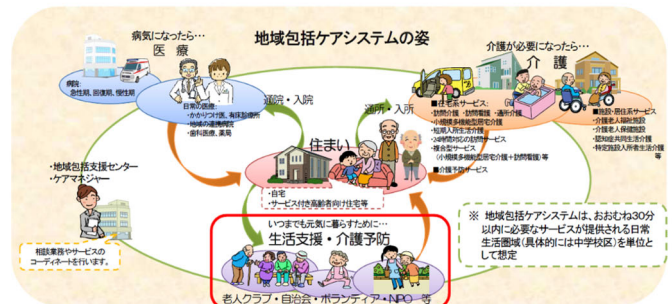 地域包括ケアシステムの姿
病気になったら…
医 療
病院：
急性期、回復期、慢性期
日常の医療：
・かかりつけ医、有床診療所
・地域の連携病院
・歯科医療、薬局
通院・入院
通所・入所
介護が必要になったら…
介 護
■在宅系サービス：
・訪問介護 ・訪問看護 ・通所介護
・小規模多機能型居宅介護
・短期入所生活介護
・24時間対応の訪問サービス
・複合型サービス
（小規模多機能型居宅介護＋訪問看護）等
■介護予防サービス
■施設・居住系サービス
・介護老人福祉施設
・介護老人保健施設
・認知症共同生活介護
・特定施設入所者生活介護
等
住まい
・自宅
・サービス付き高齢者向け住宅等
・地域包括支援センター
・ケアマネジャー
相談業務やサービスの
コーディネートを行います。
いつまでも元気に暮らすために…
生活支援・介護予防
老人クラブ・自治会・ボランティア・NPO 等
※ 地域包括ケアシステムは、おおむね30分
以内に必要なサービスが提供される日常
生活圏域（具体的には中学校区）を単位と
して想定